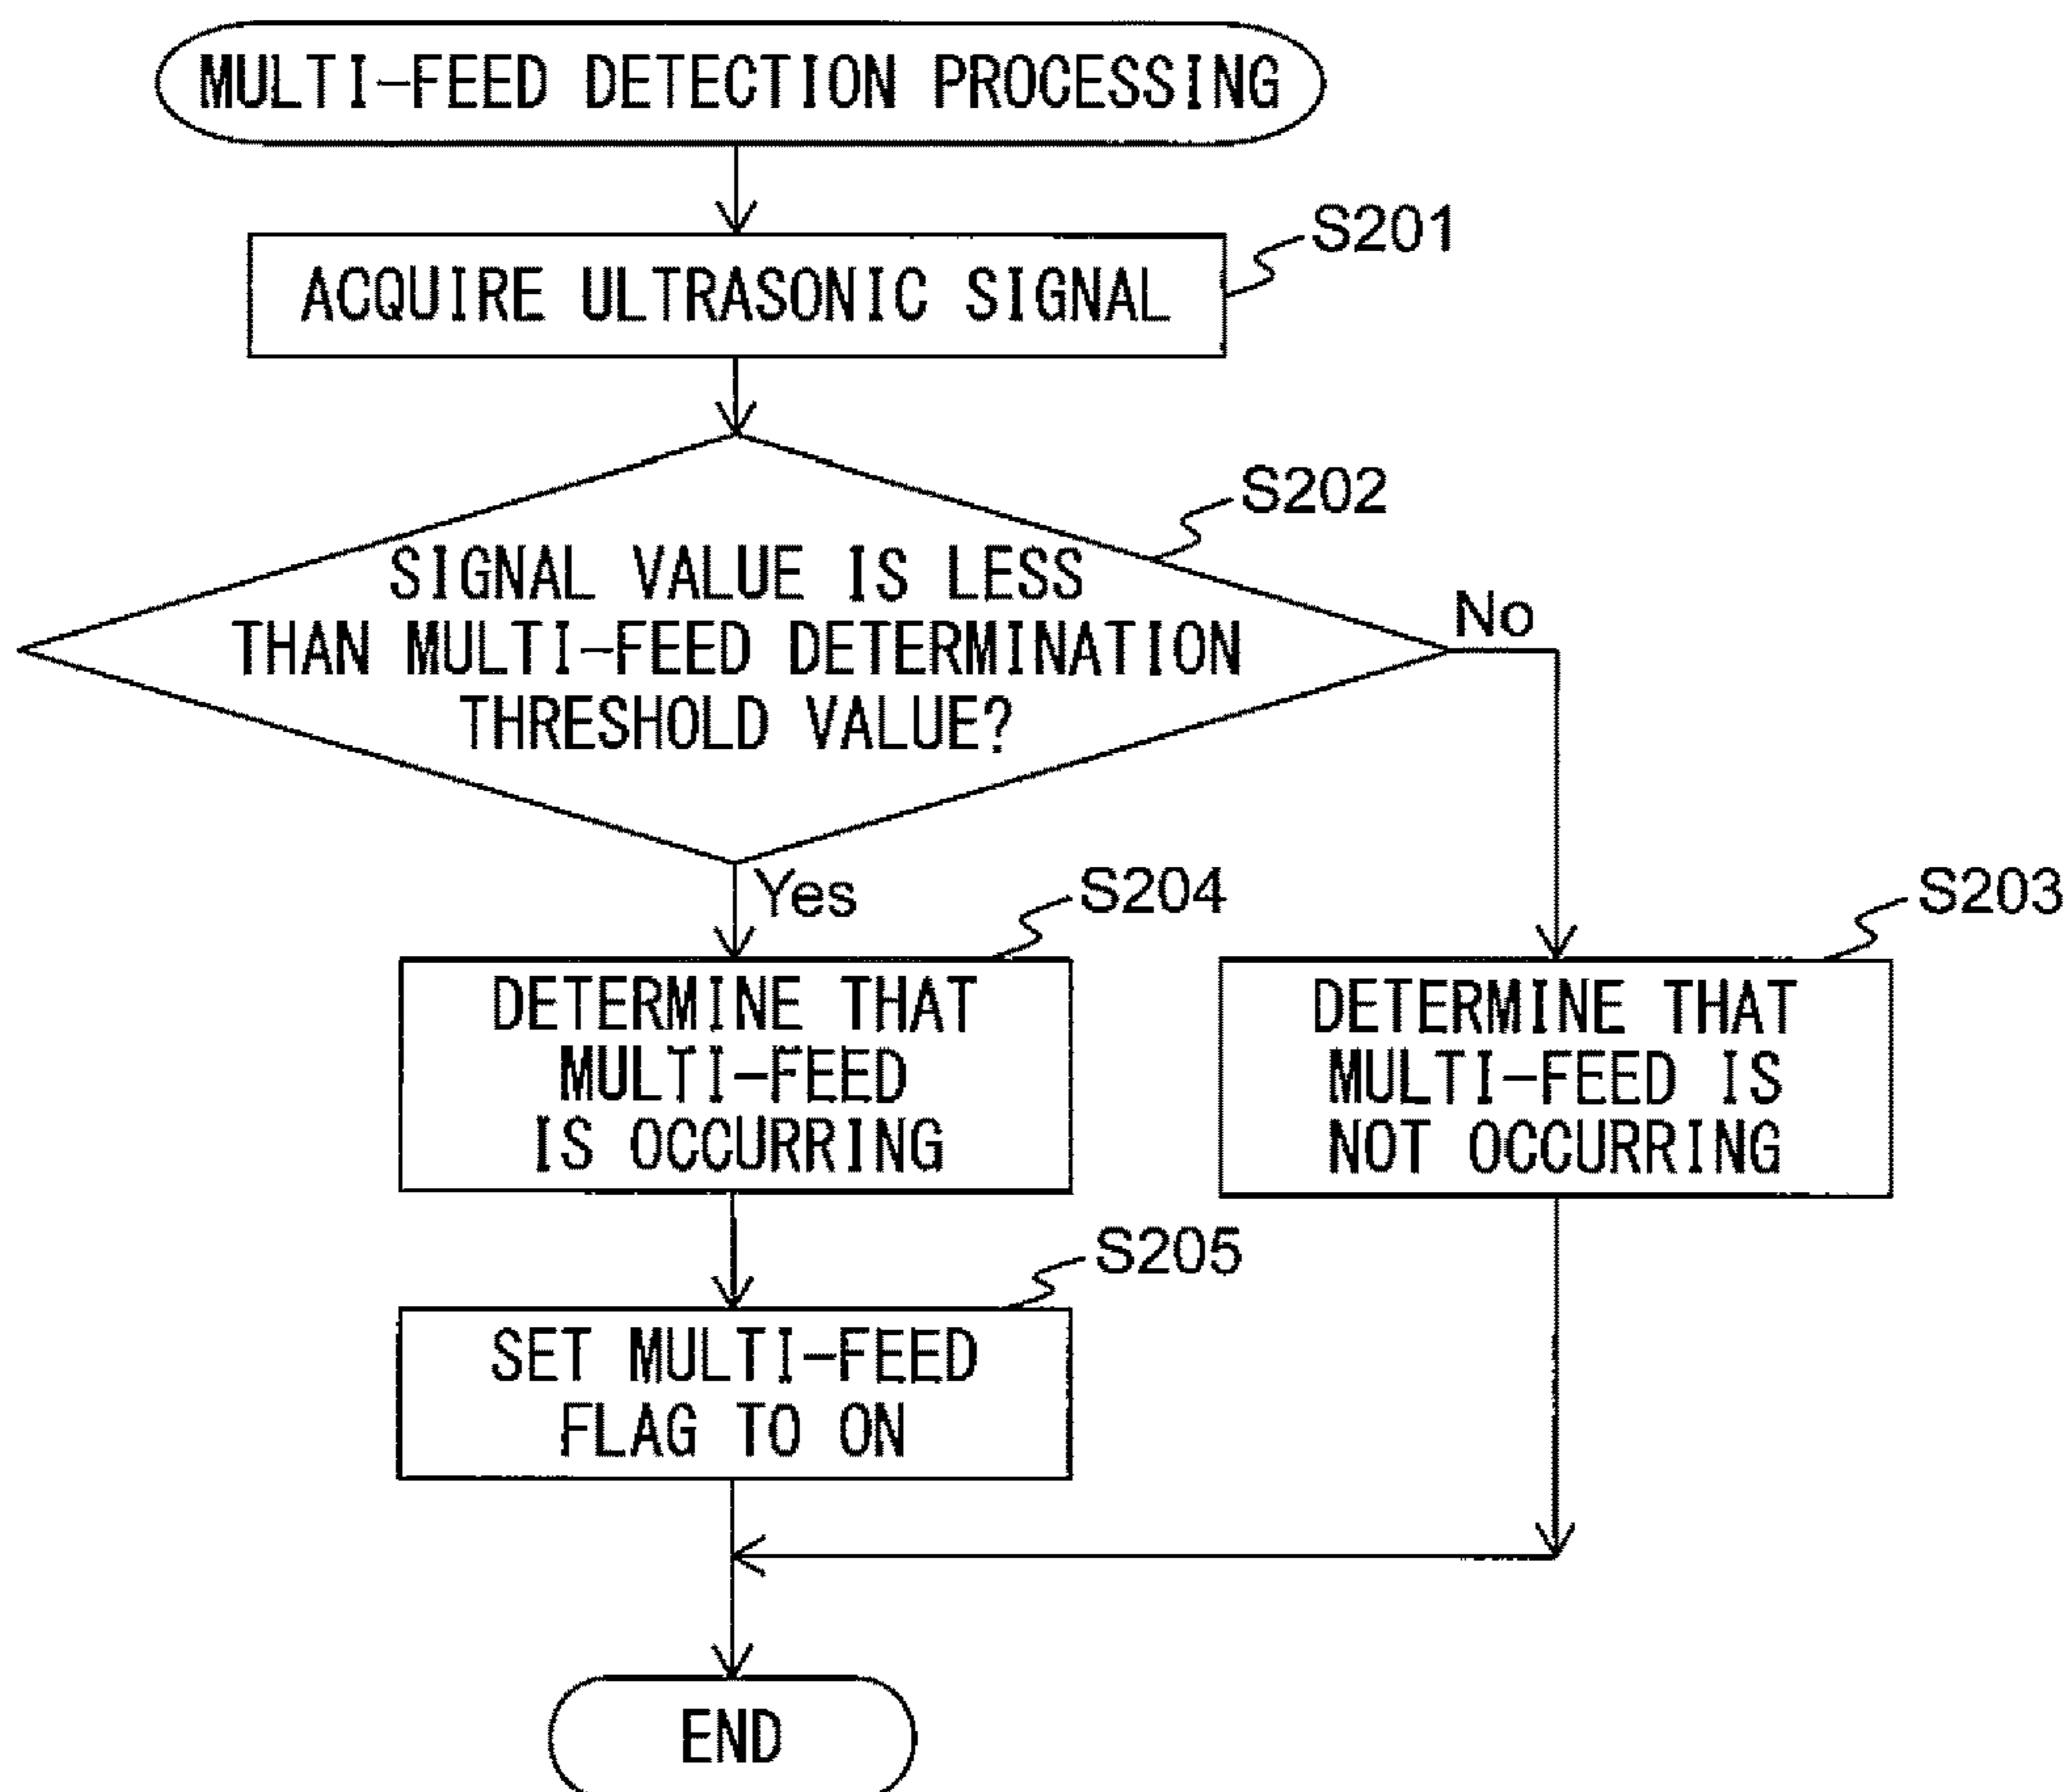 MULTI-FEED DETECTION PROCESSING
S201
ACQUIRE ULTRASONIC SIGNAL
S202
SIGNAL VALUE IS LESS
THAN MULTI-FEED DETERMINATION
THRESHOLD VALUE?
No
Yes
S204
DETERMINE THAT
MULTI-FEED
IS OCCURRING
S203
DETERMINE THAT
MULTI-FEED IS
NOT OCCURRING
S205
SET MULTI-FEED
FLAG TO ON
END